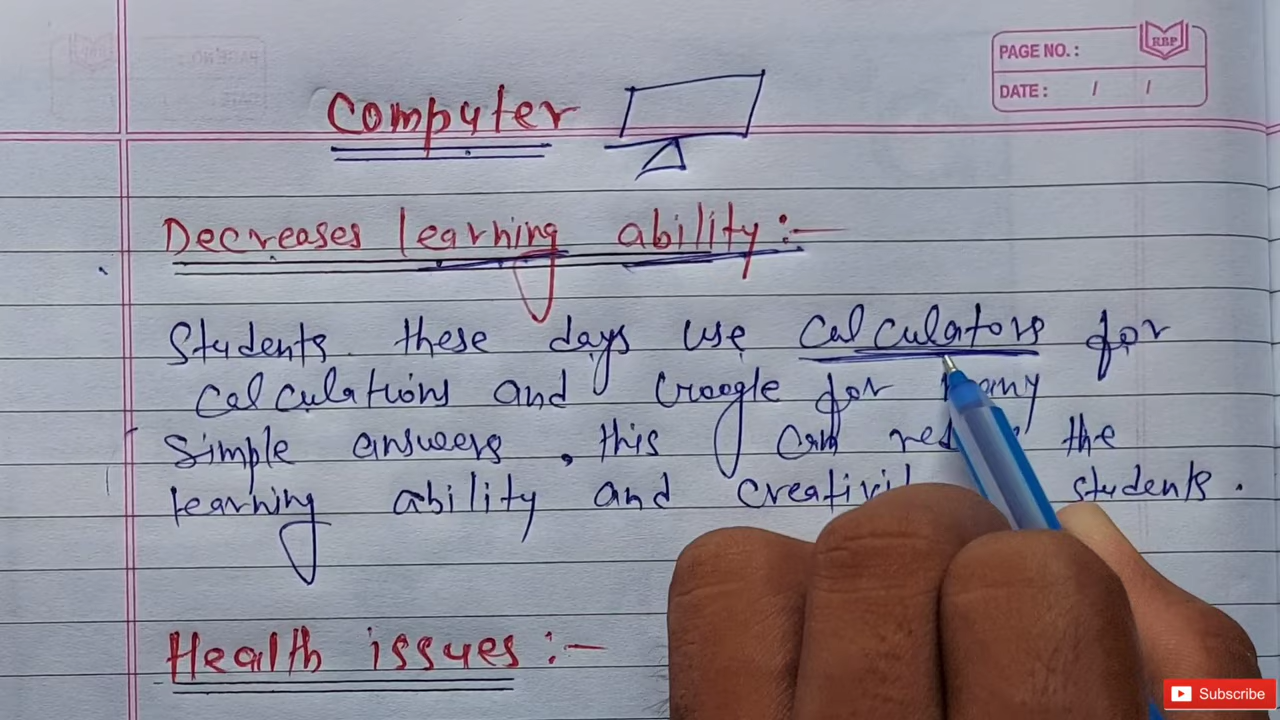 PAGE NO. :
RBP
DATE : / /
Computer
Decreases learning ability :-
Students these days use calculators for
calculations and Google for many
simple answers, this can the
learning ability and students.
Health issues :-
Subscribe